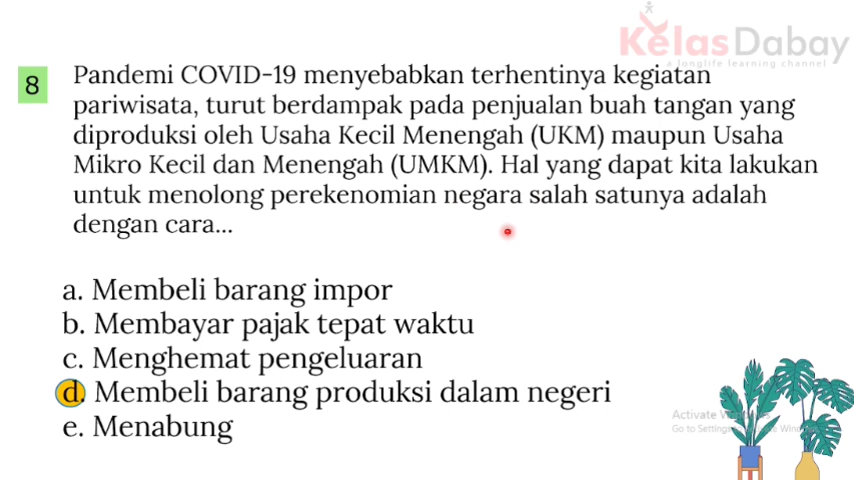 KelasDabay
a longlife learning channel
8
Pandemi COVID-19 menyebabkan terhentinya kegiatan
pariwisata, turut berdampak pada penjualan buah tangan yang
diproduksi oleh Usaha Kecil Menengah (UKM) maupun Usaha
Mikro Kecil dan Menengah (UMKM). Hal yang dapat kita lakukan
untuk menolong perekenomian negara salah satunya adalah
dengan cara...
a. Membeli barang impor
b. Membayar pajak tepat waktu
c. Menghemat pengeluaran
d. Membeli barang produksi dalam negeri
e. Menabung
Activate
Go to Settings